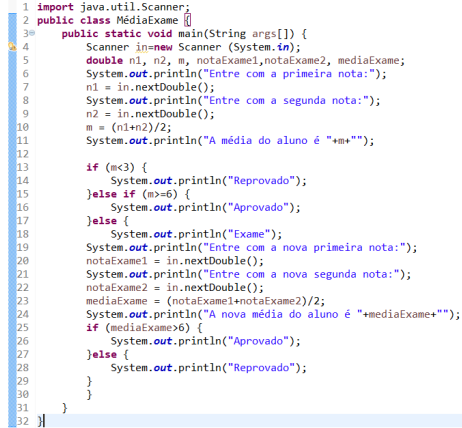 1 import java.util.Scanner;
2 public class MédiaExame {
3 public static void main(String args[]) {
4 Scanner in=new Scanner (System.in);
5 double n1, n2, m, notaExame1,notaExame2, mediaExame;
6 System.out.println("Entre com a primeira nota:");
7 n1 = in.nextDouble();
8 System.out.println("Entre com a segunda nota:");
9 n2 = in.nextDouble();
10 m = (n1+n2)/2;
11 System.out.println("A média do aluno é "+m+"");
12
13 if (m<3) {
14 System.out.println("Reprovado");
15 }else if (m>=6) {
16 System.out.println("Aprovado");
17 }else {
18 System.out.println("Exame");
19 System.out.println("Entre com a nova primeira nota:");
20 notaExame1 = in.nextDouble();
21 System.out.println("Entre com a nova segunda nota:");
22 notaExame2 = in.nextDouble();
23 mediaExame = (notaExame1+notaExame2)/2;
24 System.out.println("A nova média do aluno é "+mediaExame+"");
25 if (mediaExame>6) {
26 System.out.println("Aprovado");
27 }else {
28 System.out.println("Reprovado");
29 }
30 }
31 }
32 }